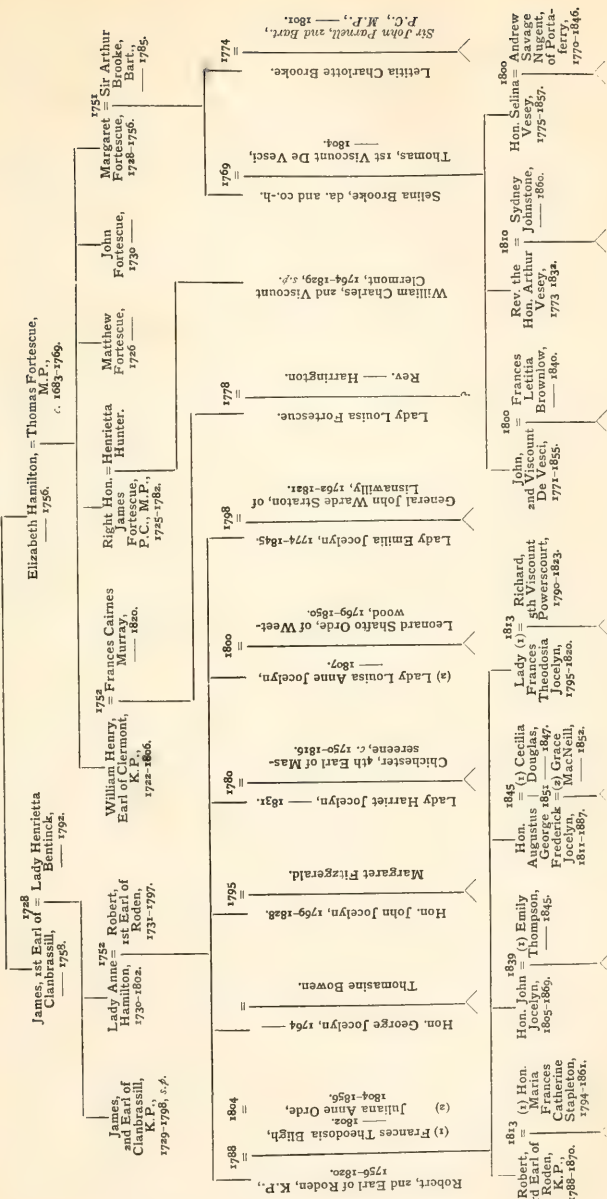 James, 1st Earl of
Clanbrassill,
—— 1758.
1728
=
Lady Henrietta
Bentinck,
—— 1792.
Elizabeth Hamilton,
—— 1756.
=
Thomas Fortescue,
M.P.,
c. 1683-1769.
James,
2nd Earl of
Clanbrassill,
K.P.,
1729-1798, s.p.
Lady Anne
Hamilton,
1730-1802.
1752
=
Robert,
1st Earl of
Roden,
1731-1797.
William Henry,
Earl of Clermont,
K.P.,
1722-1806.
1752
=
Frances Cairnes
Murray,
—— 1820.
Right Hon.
James
Fortescue,
P.C., M.P.,
1725-1782.
=
Henrietta
Hunter.
Matthew
Fortescue,
1726 ——
John
Fortescue,
1730 ——
Margaret
Fortescue,
1728-1756.
1751
=
Sir Arthur
Brooke,
Bart.,
—— 1785.
Robert, 2nd Earl of Roden, K.P.,
1756-1820.
1788
=
(1) Frances Theodosia Bligh,
—— 1802.
1804
=
(2) Juliana Anne Orde,
1804-1856.
Hon. George Jocelyn, 1764 ——
=
Thomasine Bowen.
Hon. John Jocelyn, 1769-1828.
1795
=
Margaret Fitzgerald.
Lady Harriet Jocelyn, —— 1831.
1780
=
Chichester, 4th Earl of Mas-
sereene, c. 1750-1816.
(2) Lady Louisa Anne Jocelyn,
—— 1807.
1800
=
Leonard Shafto Orde, of Weet-
wood, 1769-1850.
Lady Emilia Jocelyn, 1774-1845.
1798
=
General John Warde Straton, of
Lisnawilly, 1762-1821.
Lady Louisa Fortescue.
1778
=
Rev. —— Harrington.
William Charles, 2nd Viscount
Clermont, 1764-1829, s.p.
Selina Brooke, da. and co.-h.
1769
=
Thomas, 1st Viscount De Vesci,
—— 1804.
Letitia Charlotte Brooke.
1774
=
Sir John Parnell, 2nd Bart.,
P.C., M.P., —— 1801.
Robert,
3d Earl of
Roden,
K.P.,
1788-1870.
1813
=
(1) Hon.
Maria
Frances
Catherine
Stapleton,
1794-1861.
Hon. John
Jocelyn,
1805-1869.
1839
=
(1) Emily
Thompson,
—— 1845.
Hon.
Augustus
George
Frederick
Jocelyn,
1811-1887.
1845
=
(1) Cecilia
Douglas,
1847.
1851
=
(2) Grace
MacNeill,
—— 1852.
Lady (1)
Frances
Theodosia
Jocelyn,
1795-1820.
1813
=
Richard,
5th Viscount
Powerscourt,
1790-1823.
John,
2nd Viscount
De Vesci,
1771-1855.
1800
=
Frances
Letitia
Brownlow,
—— 1840.
Rev. the
Hon. Arthur
Vesey,
1773 1832.
1810
=
Sydney
Johnstone,
—— 1860.
Hon. Selina
Vesey,
1775-1857.
1800
=
Andrew
Savage
Nugent,
of Porta-
ferry,
1770-1846.